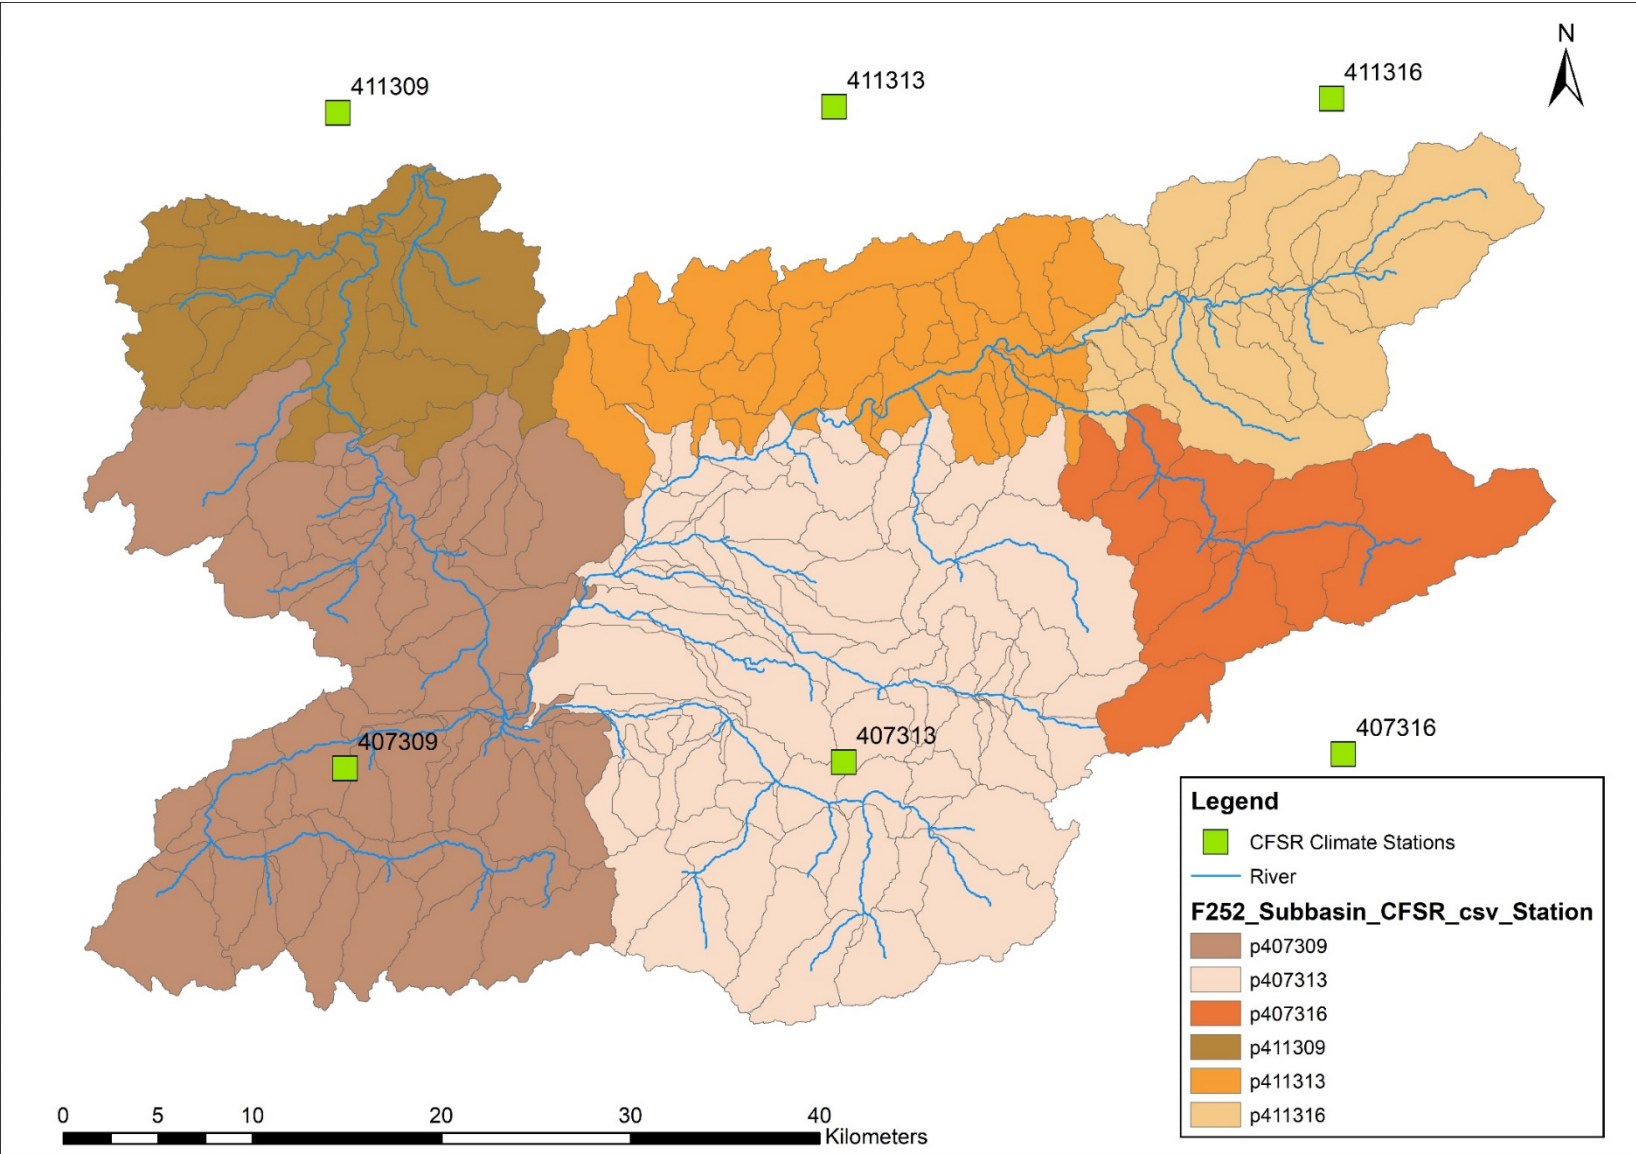 N
411309
411313
411316
407309
407313
407316
Legend
CFSR Climate Stations
River
F252_Subbasin_CFSR_csv_Station
p407309
p407313
p407316
p411309
p411313
p411316
0 5 10 20 30 40
Kilometers